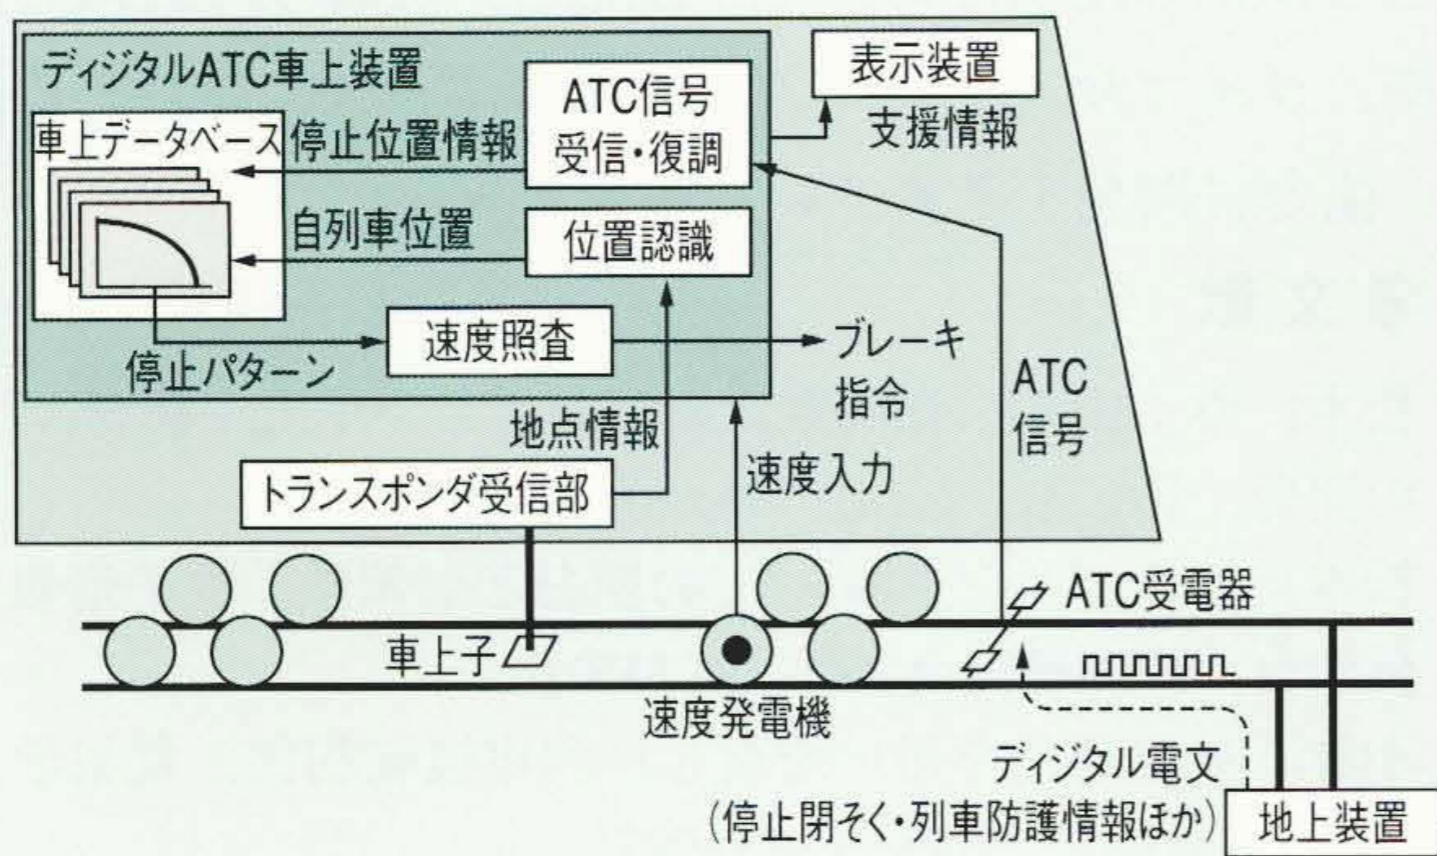 ディジタルATC車上装置
車上データベース
停止位置情報
ATC信号
受信・復調
表示装置
支援情報
自列車位置
位置認識
停止パターン
速度照査
ブレーキ
指令
ATC
信号
地点情報
速度入力
トランスポンダ受信部
車上子
ATC受電器
速度発電機
ディジタル電文
(停止閉そく・列車防護情報ほか)
地上装置